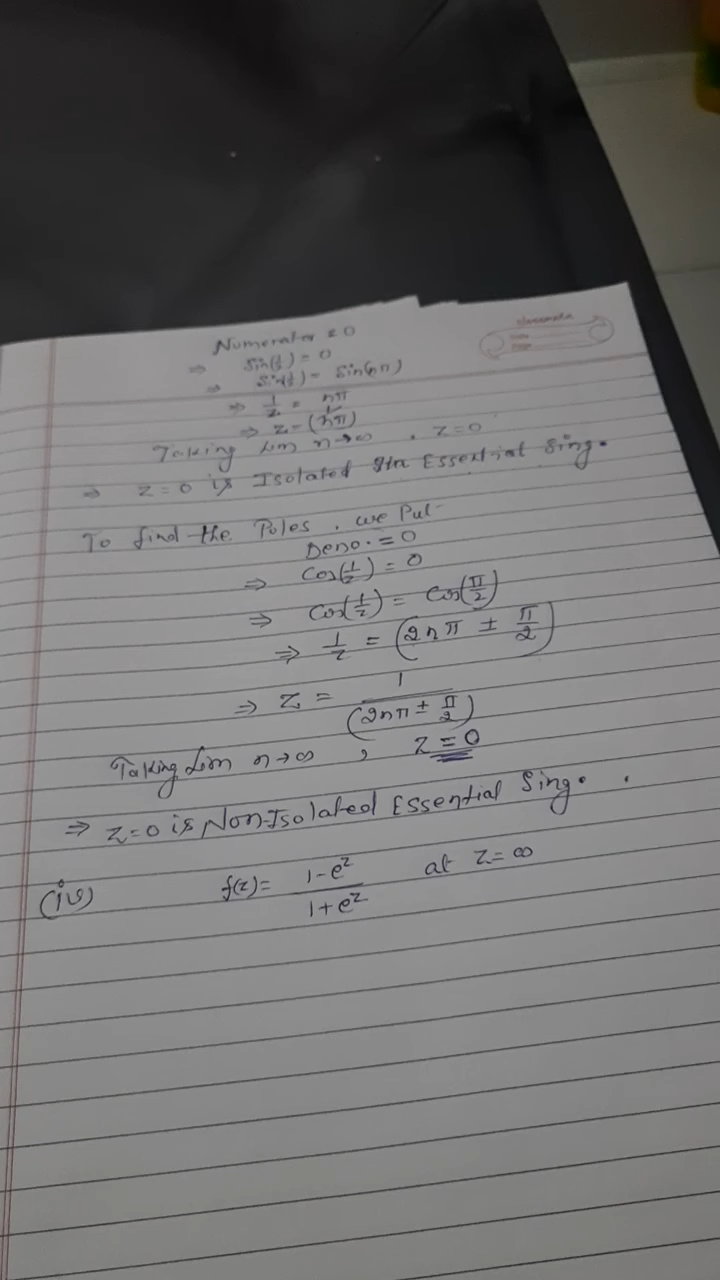 classmate
Numerator = 0
⇒ Sin(1/z) = 0
⇒ Sin(1/z) = Sin(nπ)
⇒ 1/z = nπ
⇒ z = (1/nπ)
Taking Lim n→∞, z=0
⇒ z=0 is Isolated Essential Sing.
To find the Poles, we Put
Deno. = 0
⇒ Cos(1/z) = 0
⇒ Cos(1/z) = Cos(π/2)
⇒ 1/z = (2nπ ± π/2)
⇒ z = 1/(2nπ ± π/2)
Taking Lim n→∞, z=0
⇒ z=0 is Non-Isolated Essential Sing.
(iv) f(z) = 1-e^z / 1+e^z at z=∞